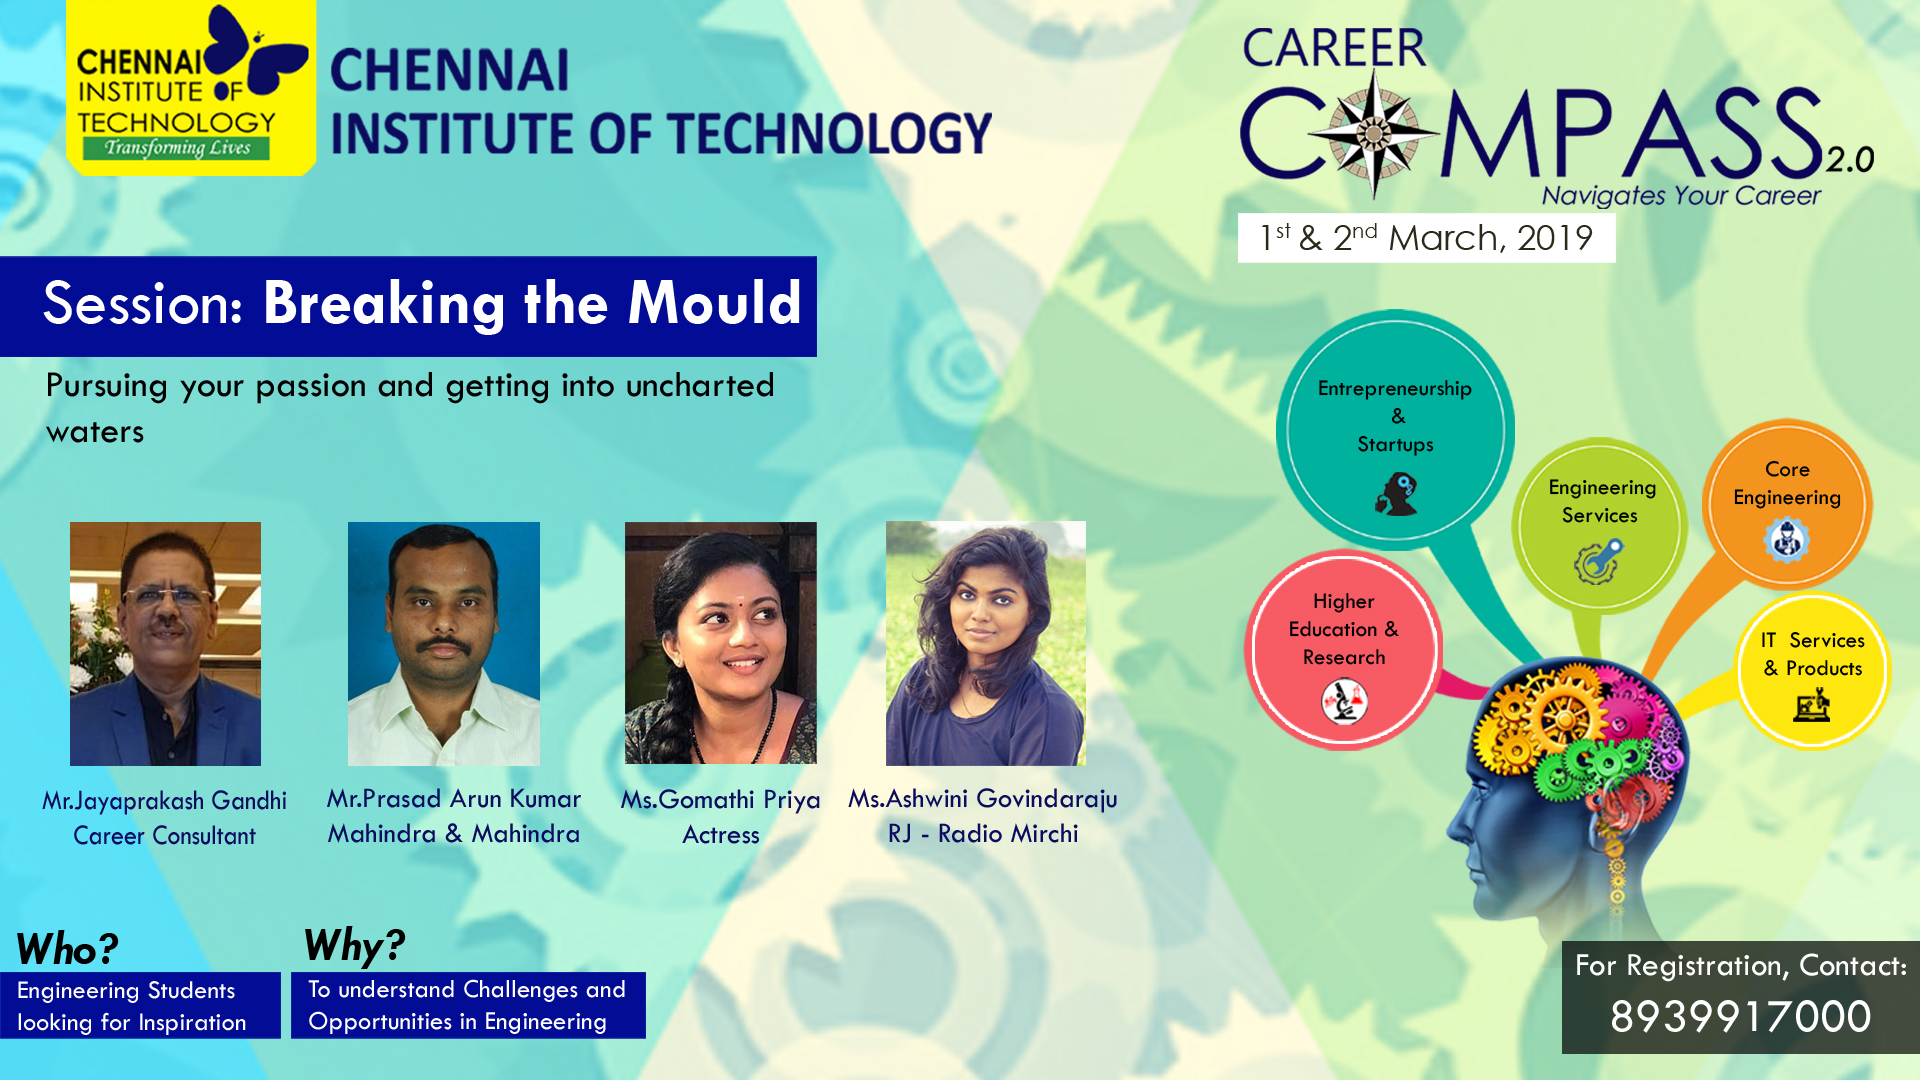 CHENNAI
INSTITUTE OF
TECHNOLOGY
Transforming Lives
CHENNAI
INSTITUTE OF TECHNOLOGY
CAREER
COMPASS 2.0
Navigates Your Career
1st & 2nd March, 2019
Session: Breaking the Mould
Pursuing your passion and getting into uncharted
waters
Mr.Jayaprakash Gandhi
Career Consultant
Mr.Prasad Arun Kumar
Mahindra & Mahindra
Ms.Gomathi Priya
Actress
Ms.Ashwini Govindaraju
RJ - Radio Mirchi
Entrepreneurship
&
Startups
Engineering
Services
Core
Engineering
Higher
Education &
Research
IT Services
& Products
Who?
Engineering Students
looking for Inspiration
Why?
To understand Challenges and
Opportunities in Engineering
For Registration, Contact:
8939917000